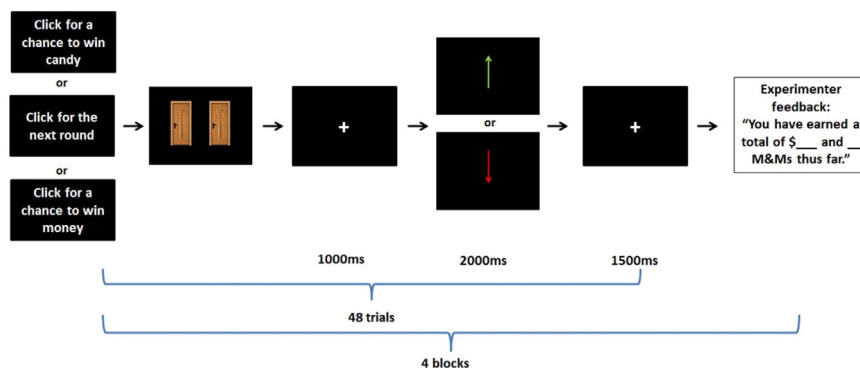 Click for a
chance to win
candy
or
Click for the
next round
or
Click for a
chance to win
money
or
Experimenter
feedback:
“You have earned a
total of $___ and __
M&Ms thus far.”
1000ms
2000ms
1500ms
48 trials
4 blocks